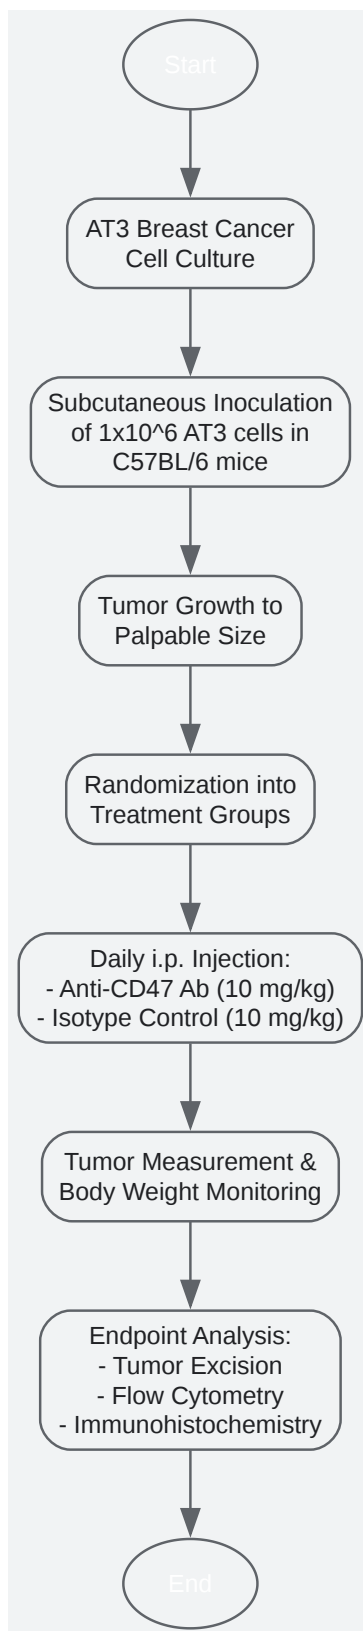 Start
AT3 Breast Cancer
Cell Culture
Subcutaneous Inoculation
of 1x10^6 AT3 cells in
C57BL/6 mice
Tumor Growth to
Palpable Size
Randomization into
Treatment Groups
Daily i.p. Injection:
- Anti-CD47 Ab (10 mg/kg)
- Isotype Control (10 mg/kg)
Tumor Measurement &
Body Weight Monitoring
Endpoint Analysis:
- Tumor Excision
- Flow Cytometry
- Immunohistochemistry
End